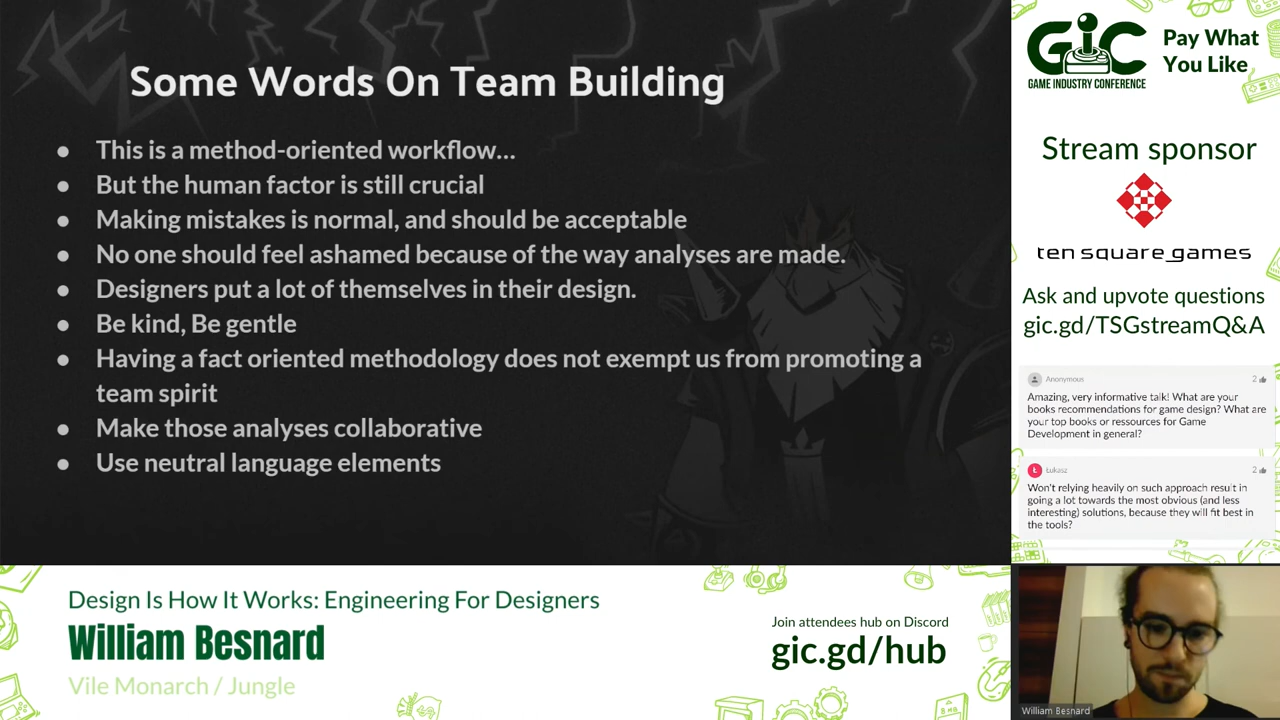 Some Words On Team Building
● This is a method-oriented workflow...
● But the human factor is still crucial
● Making mistakes is normal, and should be acceptable
● No one should feel ashamed because of the way analyses are made.
● Designers put a lot of themselves in their design.
● Be kind, Be gentle
● Having a fact oriented methodology does not exempt us from promoting a
team spirit
● Make those analyses collaborative
● Use neutral language elements
GIC
GAME INDUSTRY CONFERENCE
Pay What
You Like
Stream sponsor
ten square games
Ask and upvote questions
gic.gd/TSGstreamQ&A
Anonymous
2
Amazing, very informative talk! What are your
books recommendations for game design? What are
your top books or ressources for Game
Development in general?
Ł
Łukasz
2
Won't relying heavily on such approach result in
going a lot towards the most obvious (and less
interesting) solutions, because they will fit best in
the tools?
Design Is How It Works: Engineering For Designers
William Besnard
Vile Monarch / Jungle
Join attendees hub on Discord
gic.gd/hub
William Besnard